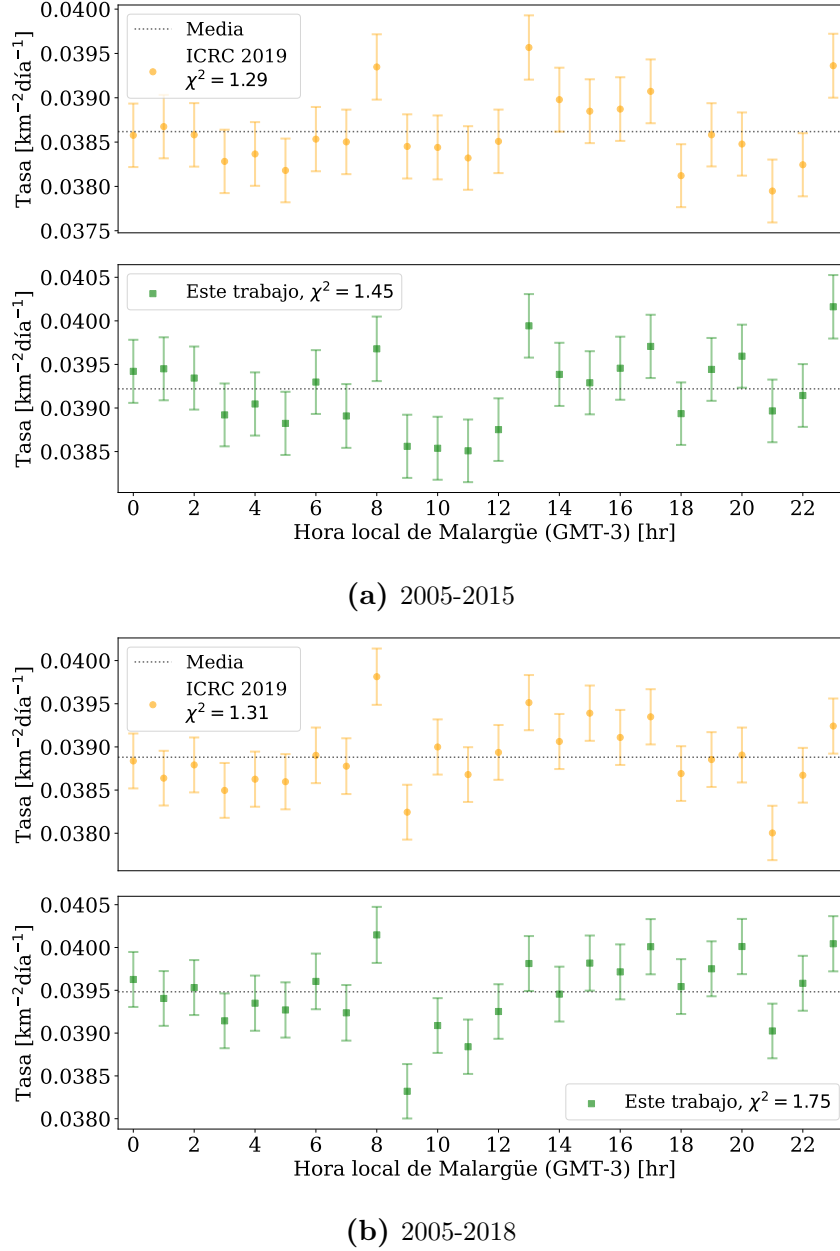 0.0400
0.0395
0.0390
0.0385
0.0380
0.0375
Tasa [km⁻²día⁻¹]
Media
ICRC 2019
χ² = 1.29
0.0405
0.0400
0.0395
0.0390
0.0385
Tasa [km⁻²día⁻¹]
Este trabajo, χ² = 1.45
0 2 4 6 8 10 12 14 16 18 20 22
Hora local de Malargüe (GMT-3) [hr]
(a) 2005-2015
0.0400
0.0395
0.0390
0.0385
0.0380
Tasa [km⁻²día⁻¹]
Media
ICRC 2019
χ² = 1.31
0.0405
0.0400
0.0395
0.0390
0.0385
0.0380
Tasa [km⁻²día⁻¹]
Este trabajo, χ² = 1.75
0 2 4 6 8 10 12 14 16 18 20 22
Hora local de Malargüe (GMT-3) [hr]
(b) 2005-2018